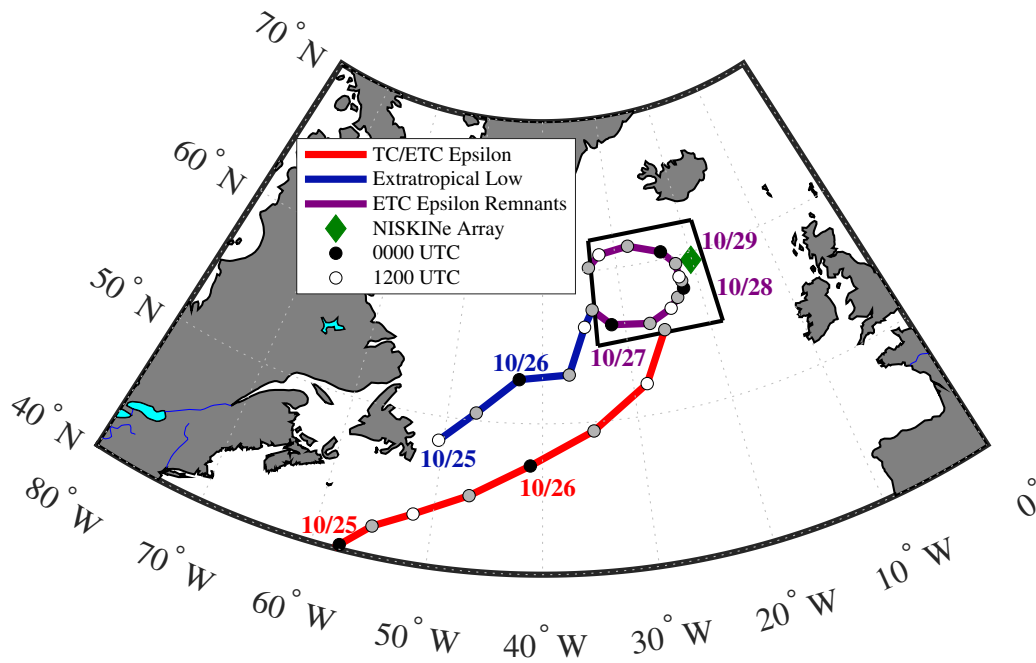 70° N
60° N
50° N
40° N
TC/ETC Epsilon
Extratropical Low
ETC Epsilon Remnants
NISKINe Array
0000 UTC
1200 UTC
10/29
10/28
10/27
10/26
10/25
10/26
10/25
80° W
70° W
60° W
50° W
40° W
30° W
20° W
10° W
0°